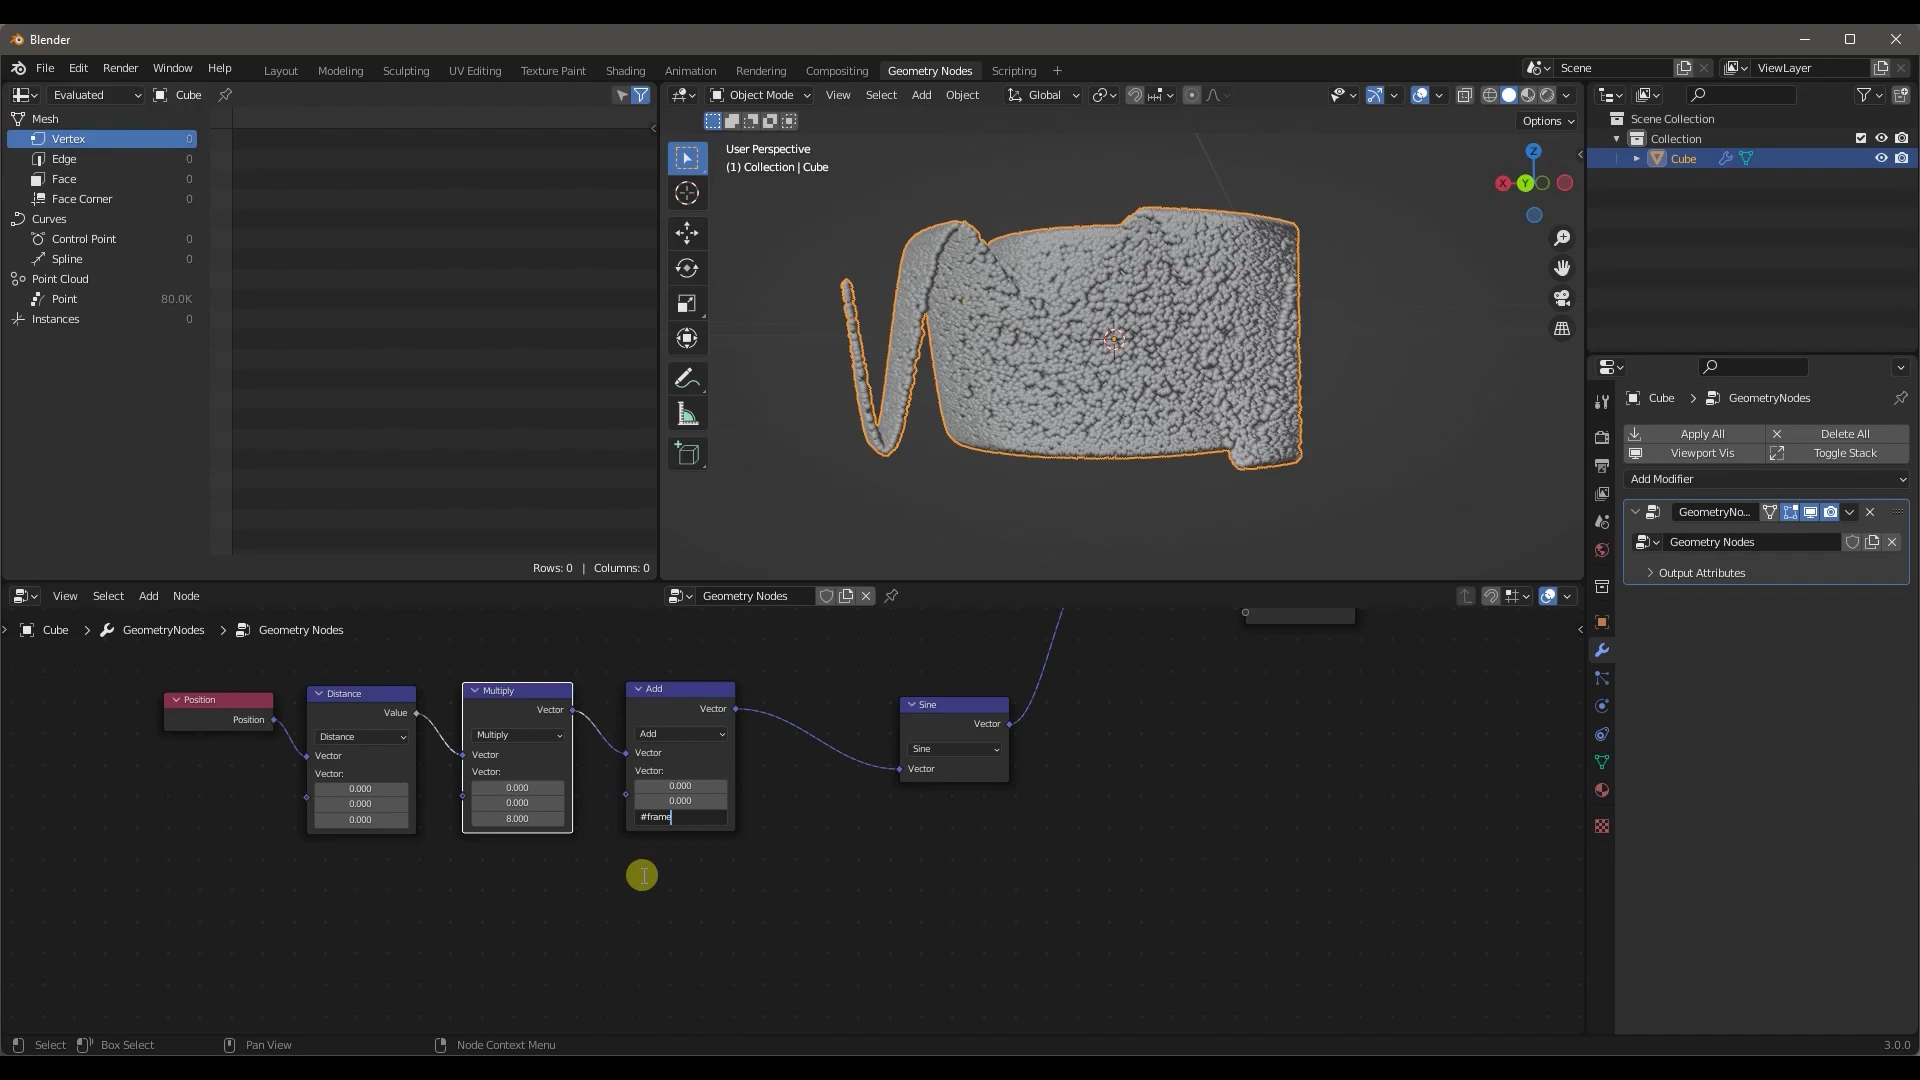 Blender
File Edit Render Window Help
Layout Modeling Sculpting UV Editing Texture Paint Shading Animation Rendering Compositing Geometry Nodes Scripting +
Scene ViewLayer
Evaluated Cube
Object Mode View Select Add Object Global
Options
Mesh
Vertex 0
Edge 0
Face 0
Face Corner 0
Curves
Control Point 0
Spline 0
Point Cloud
Point 80.0K
Instances 0
Rows: 0 | Columns: 0
User Perspective
(1) Collection | Cube
Z
X Y
Scene Collection
Collection
Cube
Cube > GeometryNodes
Apply All Delete All
Viewport Vis Toggle Stack
Add Modifier
GeometryNo...
Geometry Nodes
Output Attributes
View Select Add Node
Geometry Nodes
Cube > GeometryNodes > Geometry Nodes
Position
Position
Distance
Value
Distance
Vector
Vector:
0.000
0.000
0.000
Multiply
Vector
Multiply
Vector
Vector:
0.000
0.000
8.000
Add
Vector
Add
Vector
Vector:
0.000
0.000
#frame
Sine
Vector
Sine
Vector
Select Box Select Pan View Node Context Menu
3.0.0